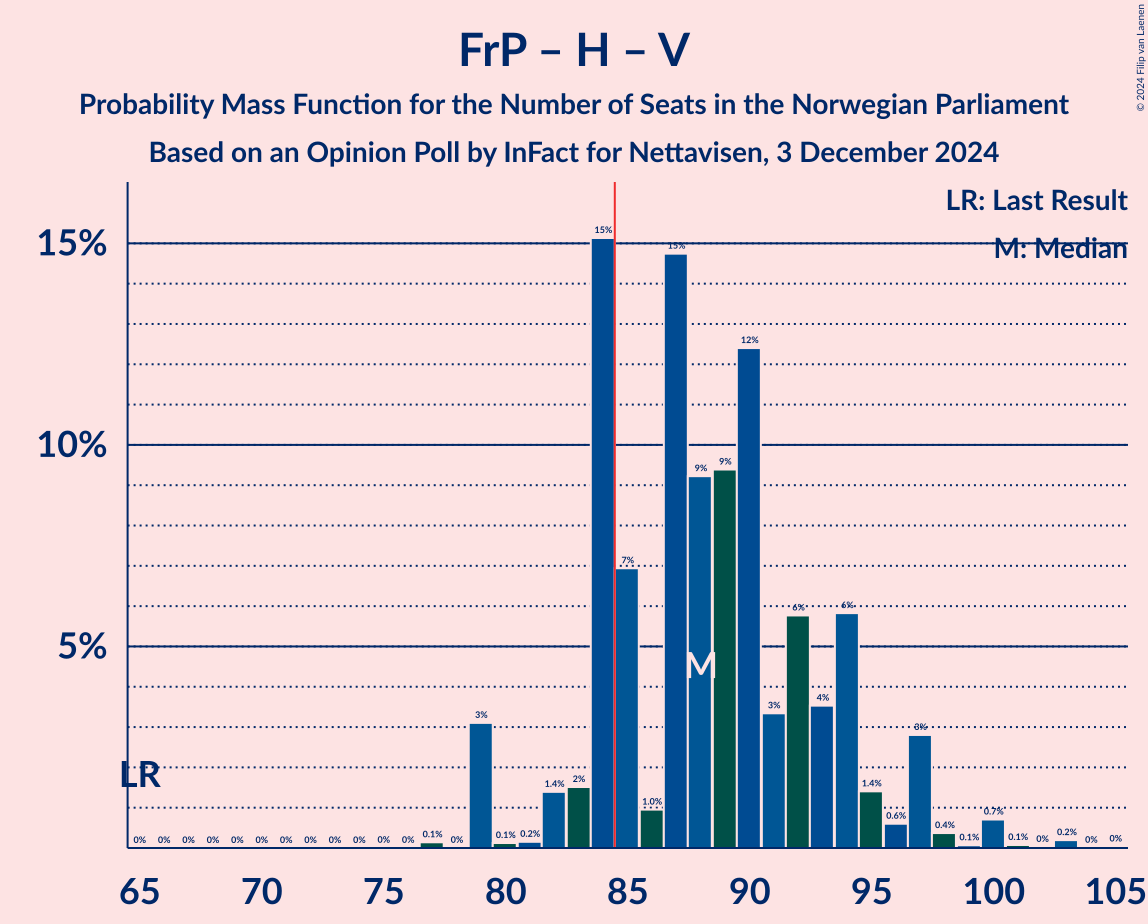 FrP – H – V
Probability Mass Function for the Number of Seats in the Norwegian Parliament
Based on an Opinion Poll by InFact for Nettavisen, 3 December 2024
© 2024 Filip van Laenen
LR: Last Result
M: Median
15%
10%
5%
LR
M
0% 0% 0% 0% 0% 0% 0% 0% 0% 0% 0% 0% 0.1% 0% 3% 0.1% 0.2% 1.4% 2% 15% 7% 1.0% 15% 9% 9% 12% 3% 6% 4% 6% 1.4% 0.6% 3% 0.4% 0.1% 0.7% 0.1% 0% 0.2% 0% 0%
65 70 75 80 85 90 95 100 105